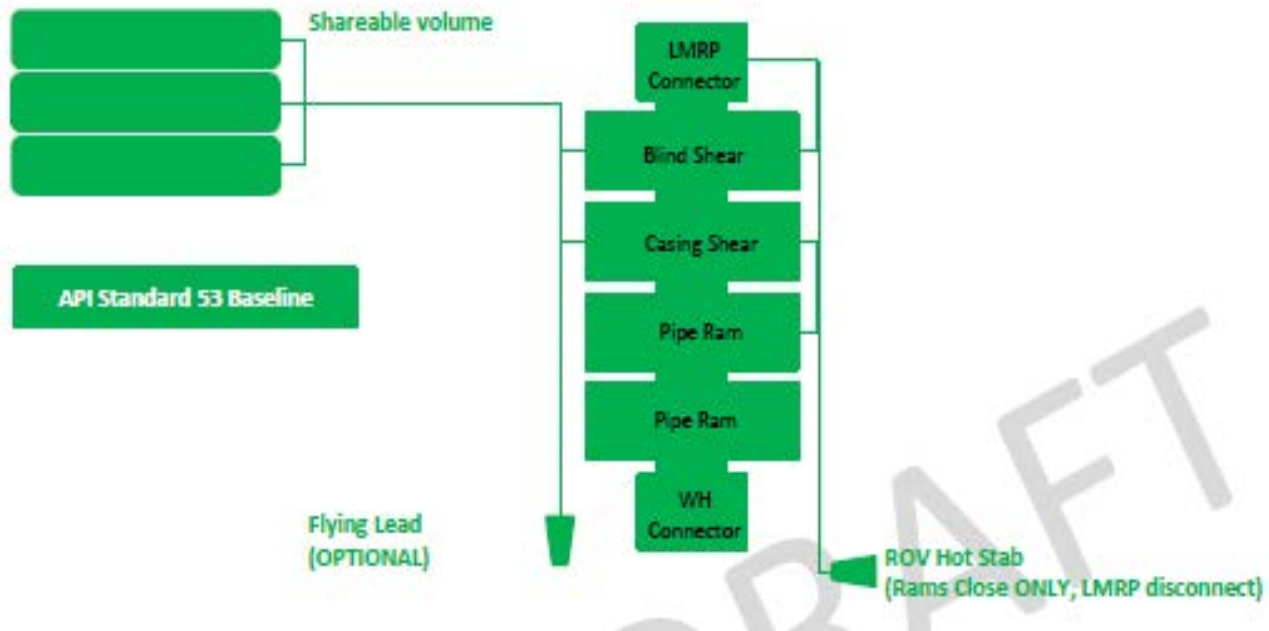 Shareable volume
LMRP
Connector
Blind Shear
Casing Shear
API Standard 53 Baseline
Pipe Ram
Pipe Ram
WH
Connector
Flying Lead
(OPTIONAL)
ROV Hot Stab
(Rams Close ONLY, LMRP disconnect)
DRAFT